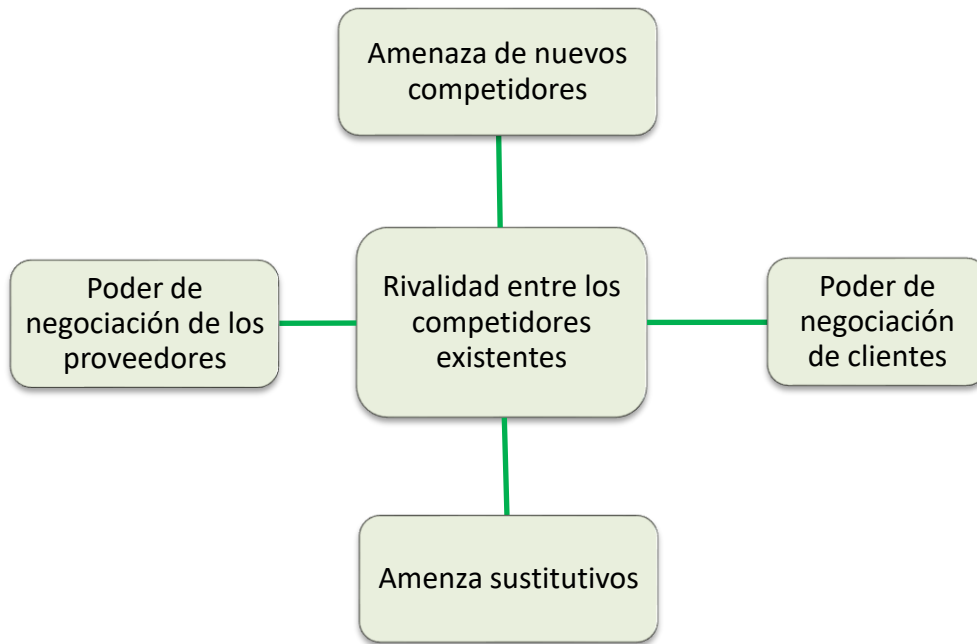 Amenaza de nuevos
competidores
Poder de
negociación de los
proveedores
Rivalidad entre los
competidores
existentes
Poder de
negociación
de clientes
Amenza sustitutivos